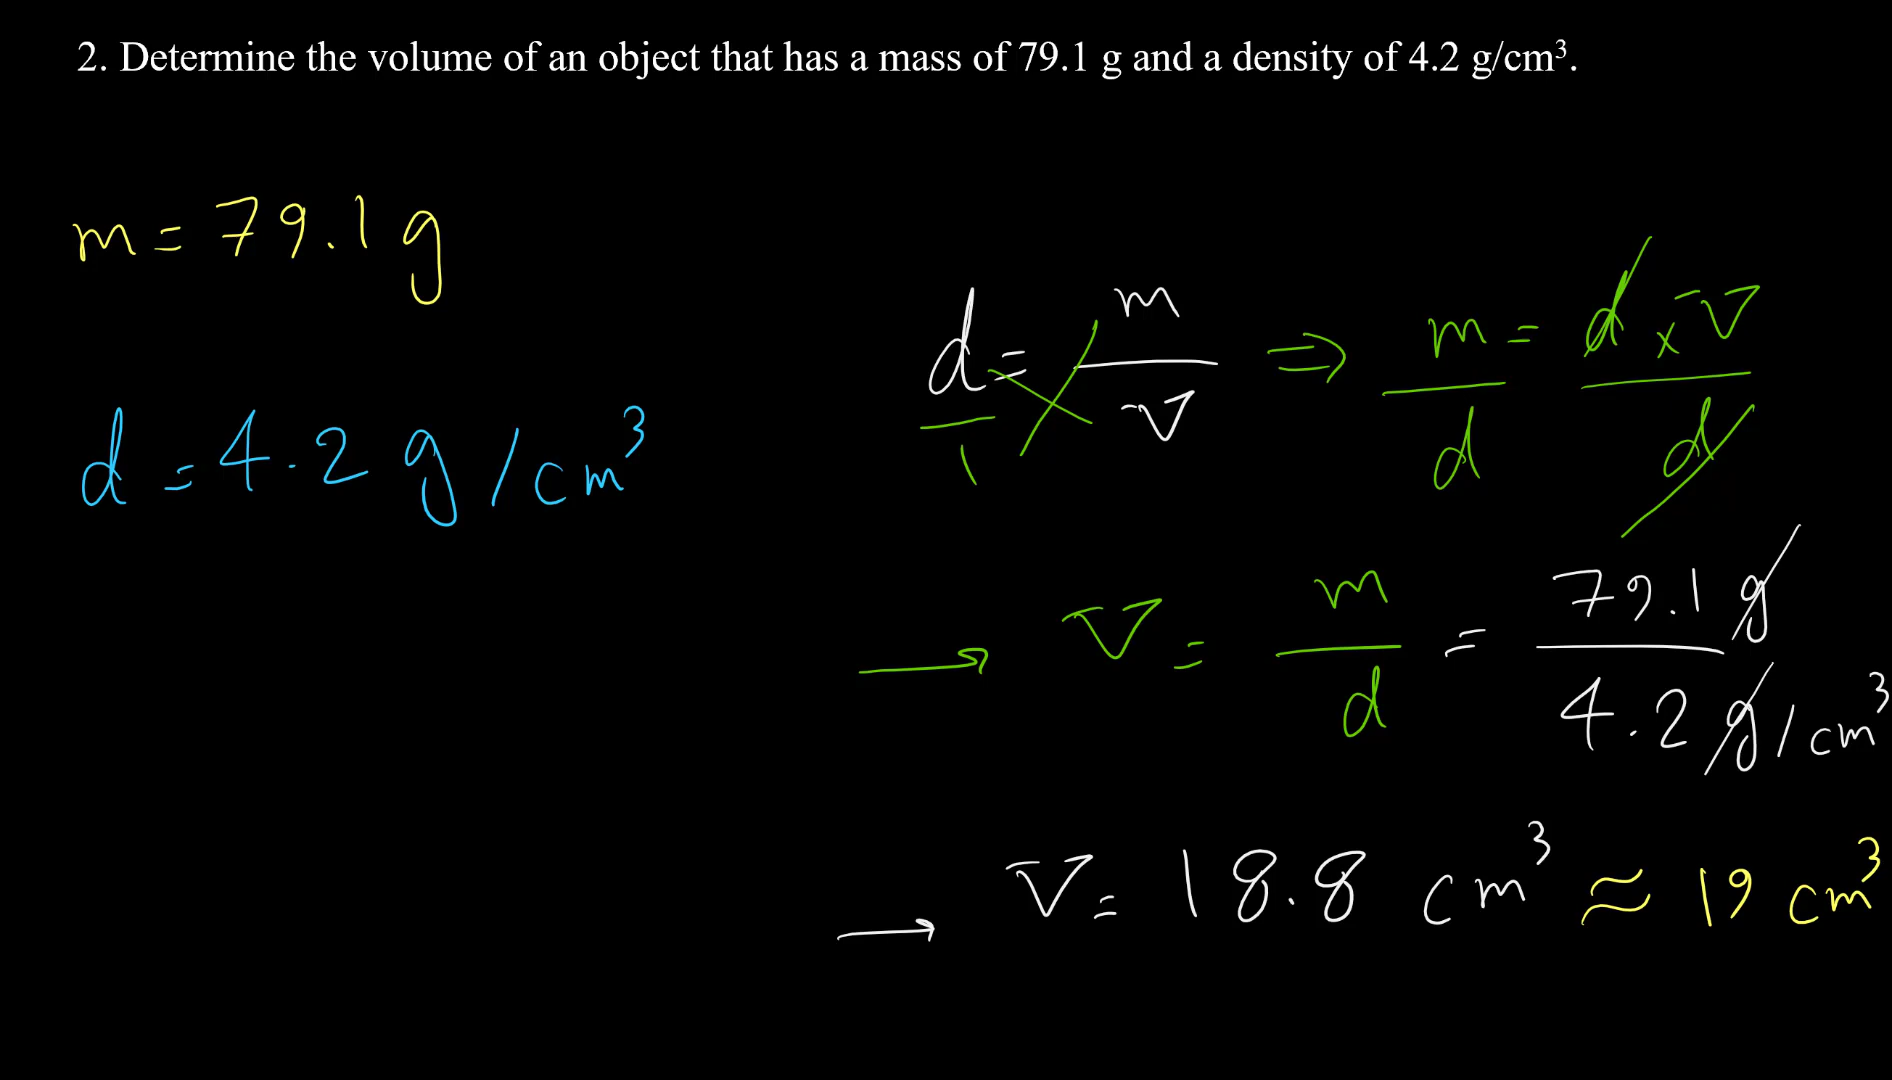 2. Determine the volume of an object that has a mass of 79.1 g and a density of 4.2 g/cm³.
m = 79.1 g
d = 4.2 g/cm³
d/1 = m/V ⇒ m/d = d × V/d
→ V = m/d = 79.1 g/4.2 g/cm³
→ V = 18.8 cm³ ≈ 19 cm³